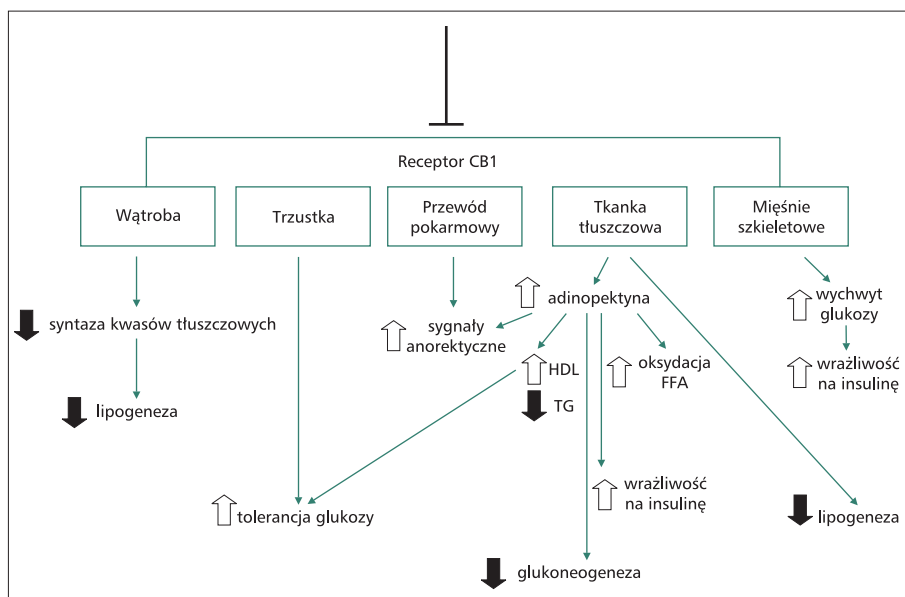 Receptor CB1
Wątroba
Trzustka
Przewód
pokarmowy
Tkanka
tłuszczowa
Mięśnie
szkieletowe
syntaza kwasów tłuszczowych
lipogeneza
tolerancja glukozy
sygnały
anorektyczne
adinopektyna
HDL
TG
oksydacja
FFA
wrażliwość
na insulinę
glukoneogeneza
lipogeneza
wychwyt
glukozy
wrażliwość
na insulinę